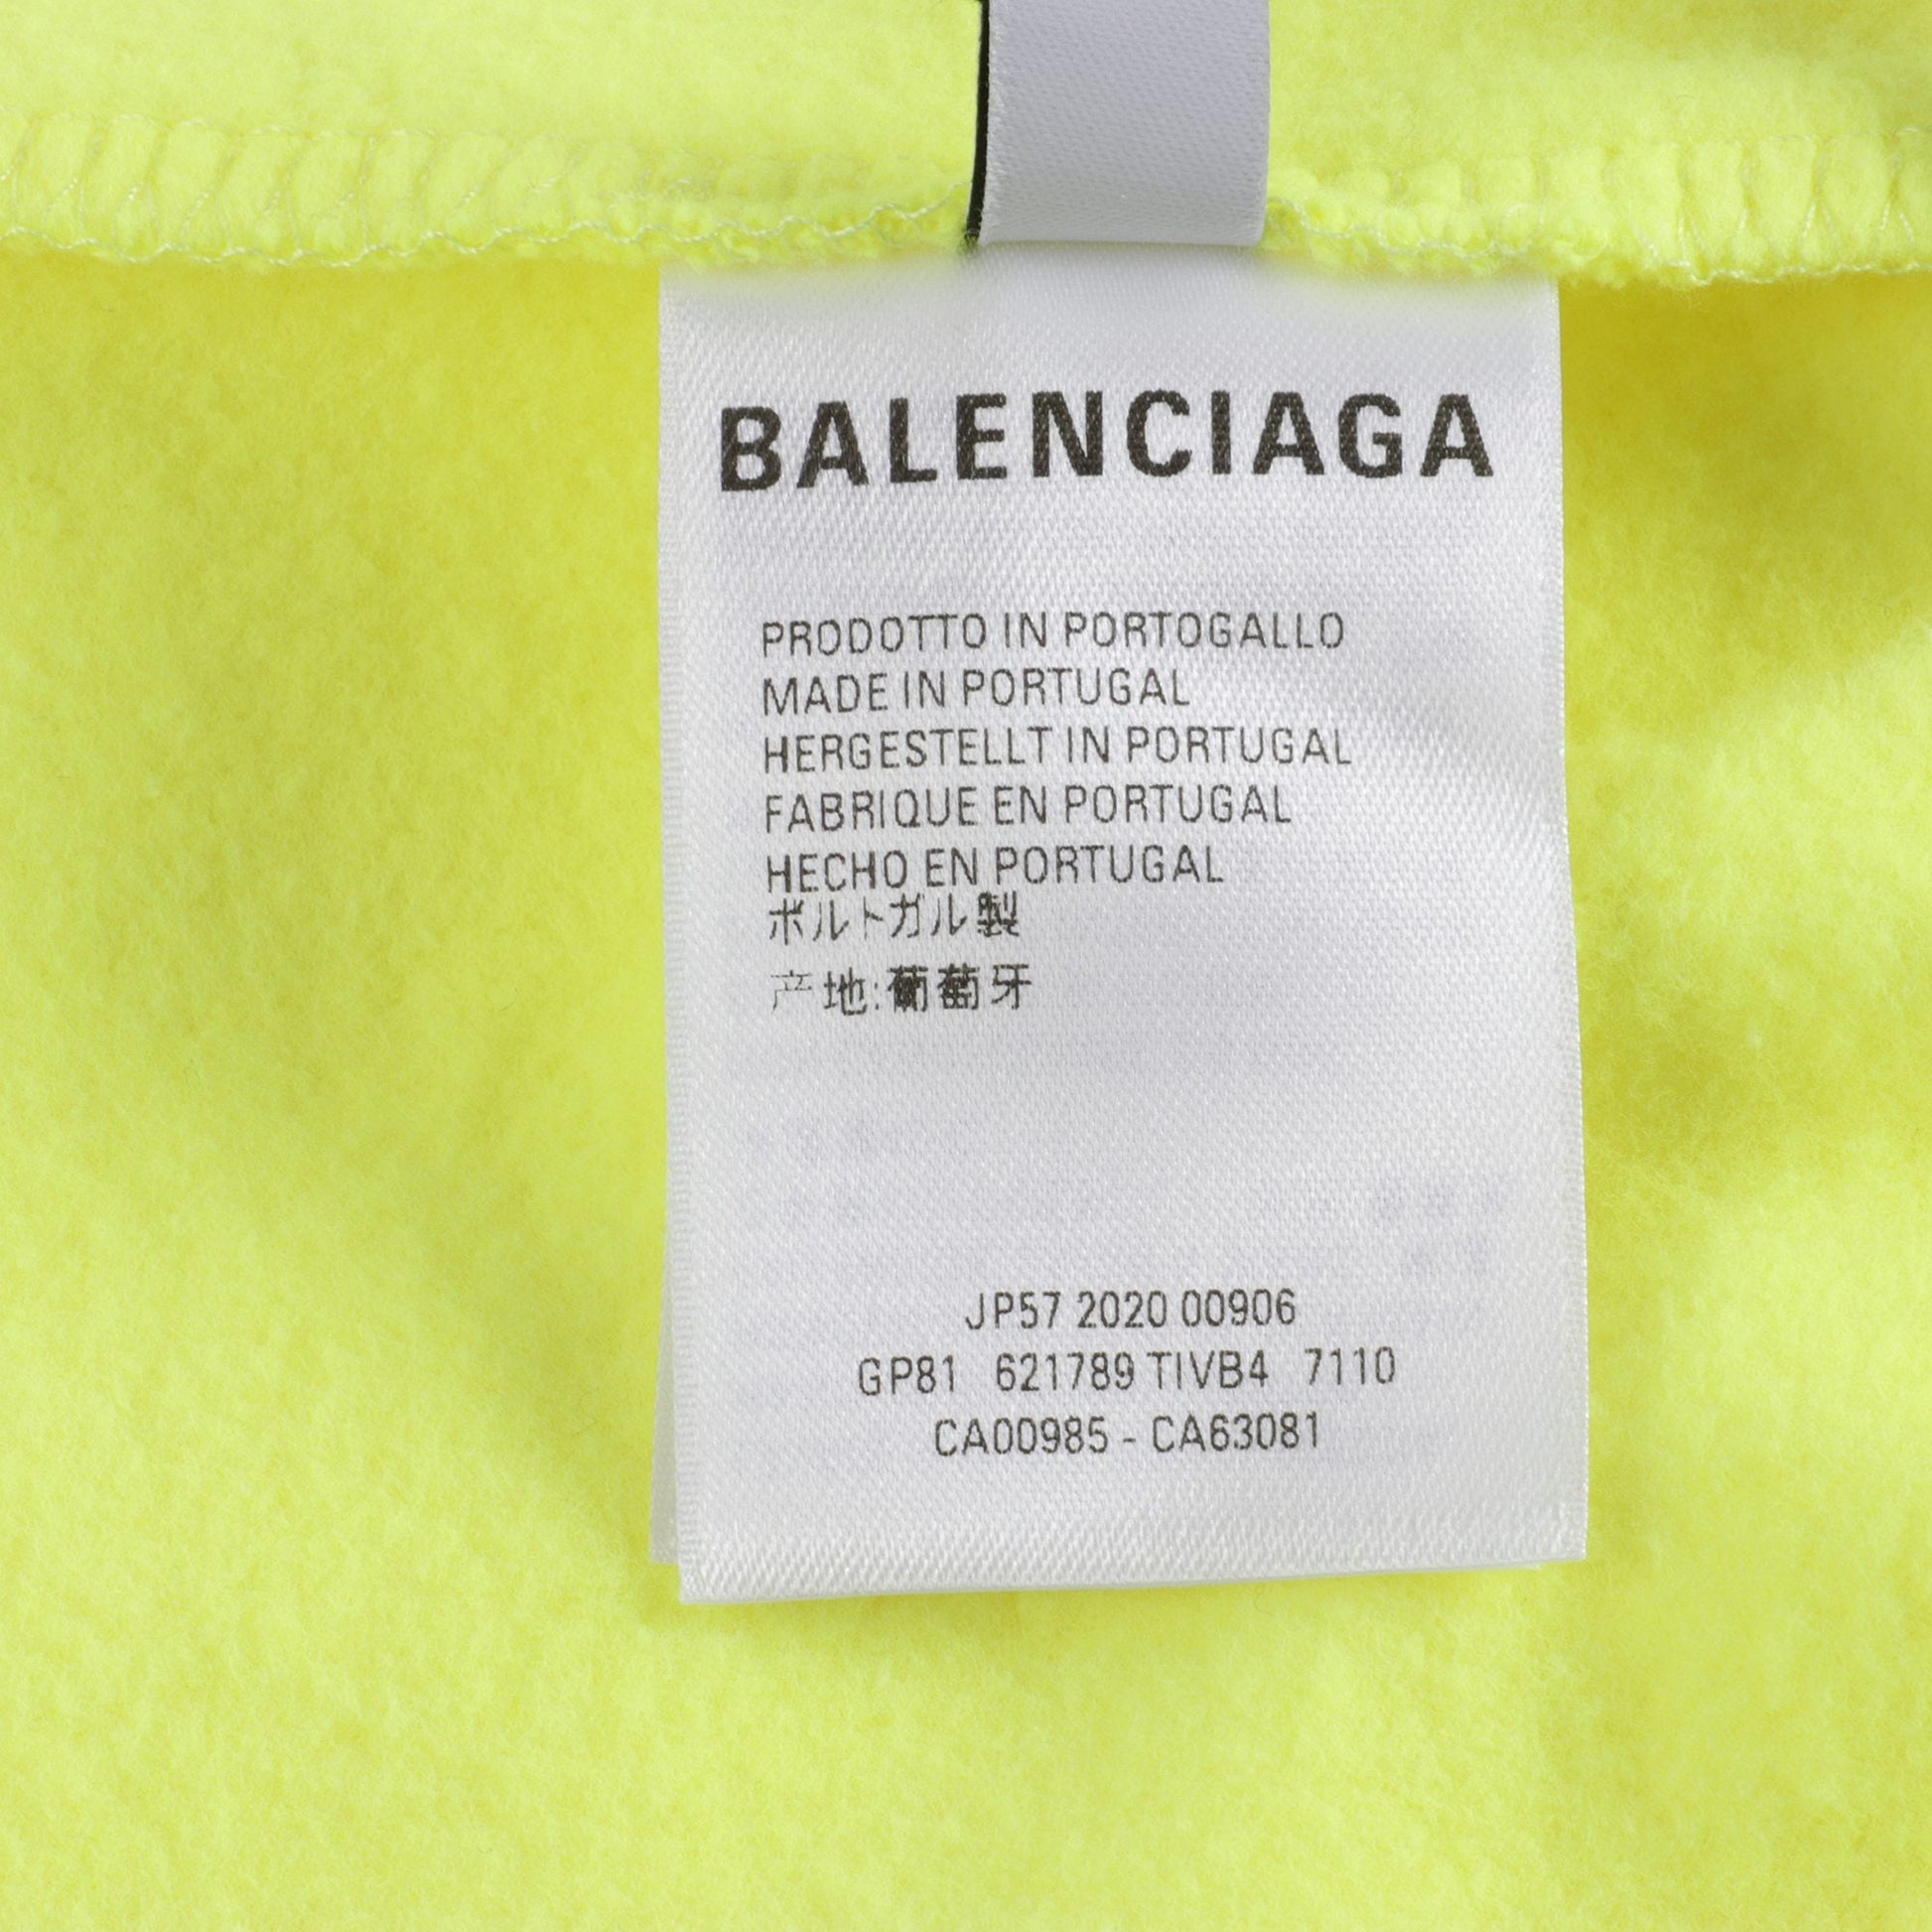 BALENCIAGA
PRODOTTO IN PORTOGALLO
MADE IN PORTUGAL
HERGESTELLT IN PORTUGAL
FABRIQUE EN PORTUGAL
HECHO EN PORTUGAL
ポルトガル製
产地:葡萄牙
JP57 2020 00906
GP81 621789 TIVB4 7110
CA00985 - CA63081